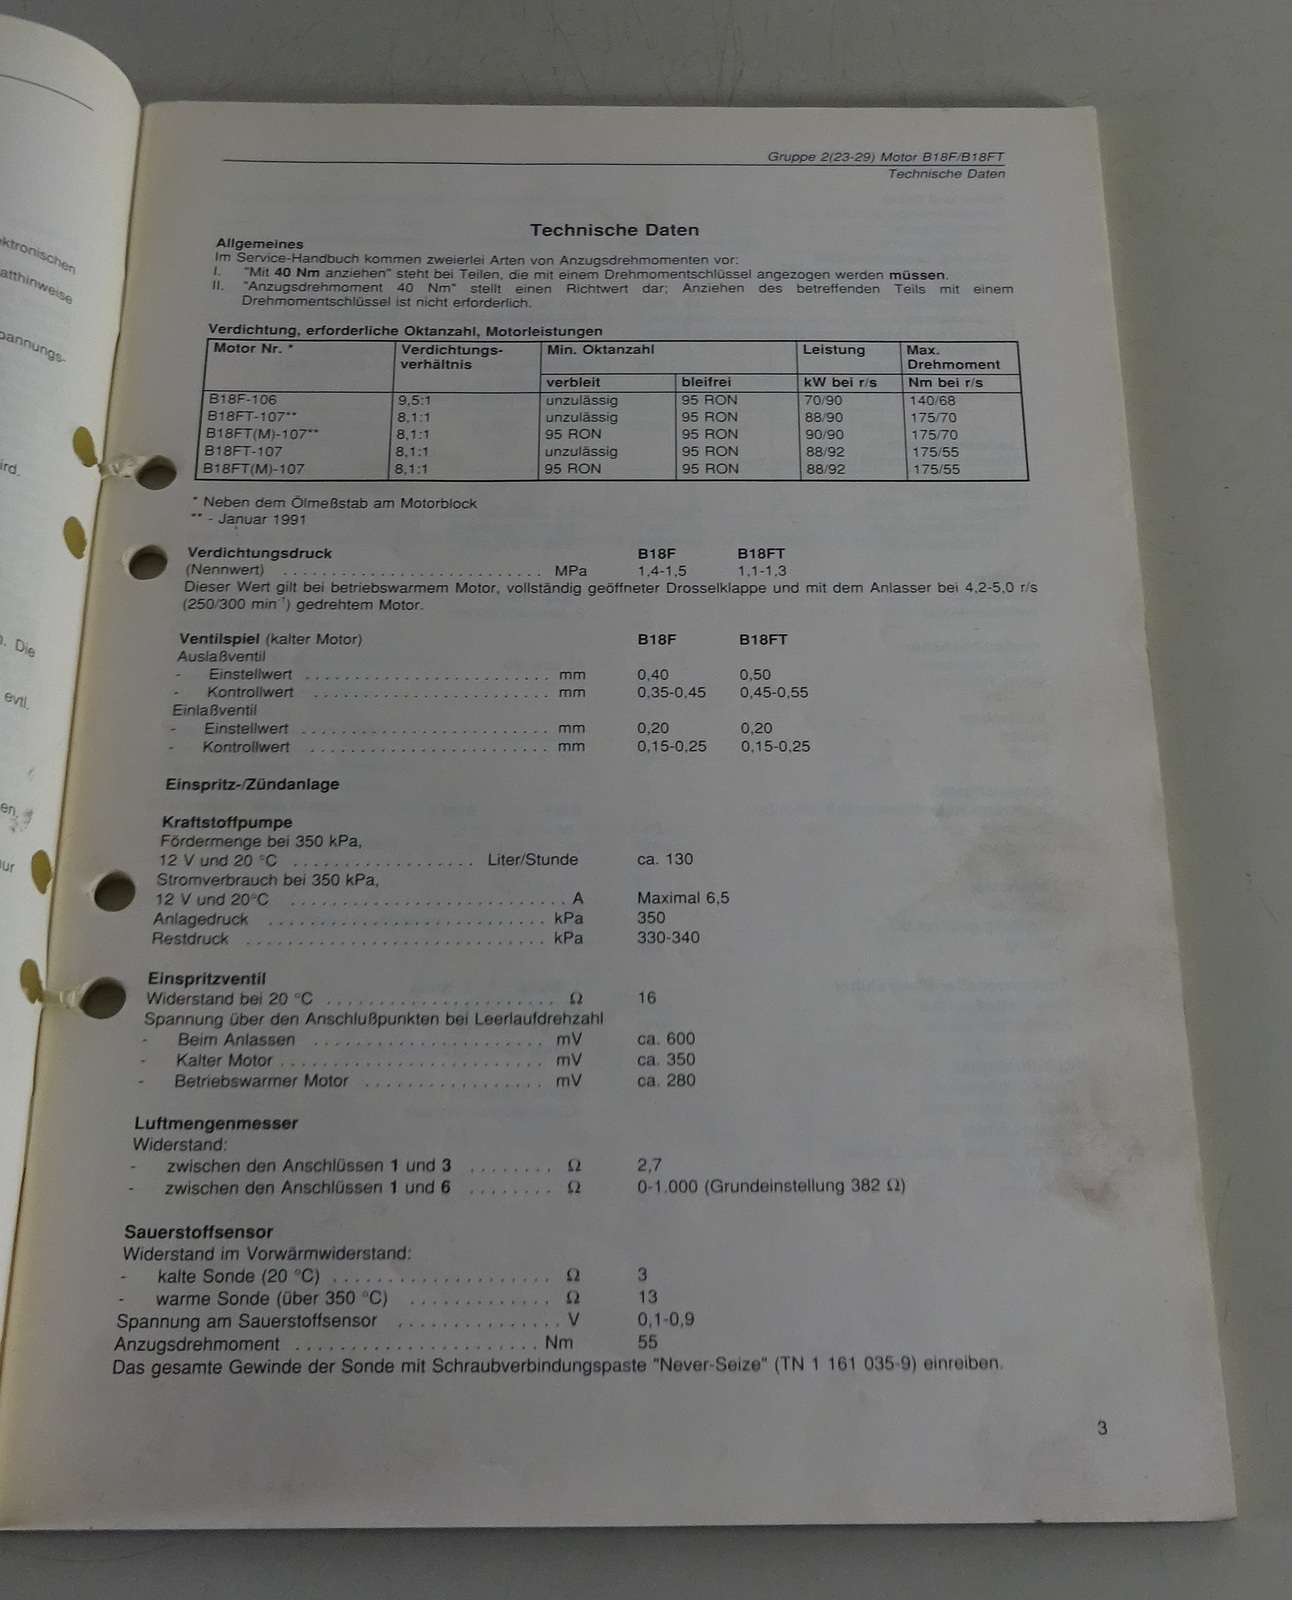 ektronischen
atthinweise
pannungs-
ird.
n. Die
evtl.
en,
ur
Gruppe 2(23-29) Motor B18F/B18FT
Technische Daten
Technische Daten
Allgemeines
Im Service-Handbuch kommen zweierlei Arten von Anzugsdrehmomenten vor:
I. "Mit 40 Nm anziehen" steht bei Teilen, die mit einem Drehmomentschlüssel angezogen werden müssen.
II. "Anzugsdrehmoment 40 Nm" stellt einen Richtwert dar; Anziehen des betreffenden Teils mit einem
Drehmomentschlüssel ist nicht erforderlich.
Verdichtung, erforderliche Oktanzahl, Motorleistungen
Motor Nr. * Verdichtungs- Min. Oktanzahl Leistung Max.
verhältnis Drehmoment
verbleit bleifrei kW bei r/s Nm bei r/s
B18F-106 9,5:1 unzulässig 95 RON 70/90 140/68
B18FT-107** 8,1:1 unzulässig 95 RON 88/90 175/70
B18FT(M)-107** 8,1:1 95 RON 95 RON 90/90 175/70
B18FT-107 8,1:1 unzulässig 95 RON 88/92 175/55
B18FT(M)-107 8,1:1 95 RON 95 RON 88/92 175/55
* Neben dem Ölmeßstab am Motorblock
** - Januar 1991
Verdichtungsdruck B18F B18FT
(Nennwert) . . . . . . . . . . . . . . . . . . . . . . . . . . . MPa 1,4-1,5 1,1-1,3
Dieser Wert gilt bei betriebswarmem Motor, vollständig geöffneter Drosselklappe und mit dem Anlasser bei 4,2-5,0 r/s
(250/300 min⁻¹) gedrehtem Motor.
Ventilspiel (kalter Motor) B18F B18FT
Auslaßventil
- Einstellwert . . . . . . . . . . . . . . . . . . . . . . . . . mm 0,40 0,50
- Kontrollwert . . . . . . . . . . . . . . . . . . . . . . . . mm 0,35-0,45 0,45-0,55
Einlaßventil
- Einstellwert . . . . . . . . . . . . . . . . . . . . . . . . . mm 0,20 0,20
- Kontrollwert . . . . . . . . . . . . . . . . . . . . . . . . mm 0,15-0,25 0,15-0,25
Einspritz-/Zündanlage
Kraftstoffpumpe
Fördermenge bei 350 kPa,
12 V und 20 °C . . . . . . . . . . . . . . . . . . Liter/Stunde ca. 130
Stromverbrauch bei 350 kPa,
12 V und 20°C . . . . . . . . . . . . . . . . . . . . . . . . . . . A Maximal 6,5
Anlagedruck . . . . . . . . . . . . . . . . . . . . . . . . . . kPa 350
Restdruck . . . . . . . . . . . . . . . . . . . . . . . . . . . . kPa 330-340
Einspritzventil
Widerstand bei 20 °C . . . . . . . . . . . . . . . . . . . . . . Ω 16
Spannung über den Anschlußpunkten bei Leerlaufdrehzahl
- Beim Anlassen . . . . . . . . . . . . . . . . . . . . . . mV ca. 600
- Kalter Motor . . . . . . . . . . . . . . . . . . . . . . . . . mV ca. 350
- Betriebswarmer Motor . . . . . . . . . . . . . . . . . mV ca. 280
Luftmengenmesser
Widerstand:
- zwischen den Anschlüssen 1 und 3 . . . . . . . . Ω 2,7
- zwischen den Anschlüssen 1 und 6 . . . . . . . . Ω 0-1.000 (Grundeinstellung 382 Ω)
Sauerstoffsensor
Widerstand im Vorwärmwiderstand:
- kalte Sonde (20 °C) . . . . . . . . . . . . . . . . . . . . . Ω 3
- warme Sonde (über 350 °C) . . . . . . . . . . . . . Ω 13
Spannung am Sauerstoffsensor . . . . . . . . . . . . . . . V 0,1-0,9
Anzugsdrehmoment . . . . . . . . . . . . . . . . . . . . . . . Nm 55
Das gesamte Gewinde der Sonde mit Schraubverbindungspaste "Never-Seize" (TN 1 161 035-9) einreiben.
3